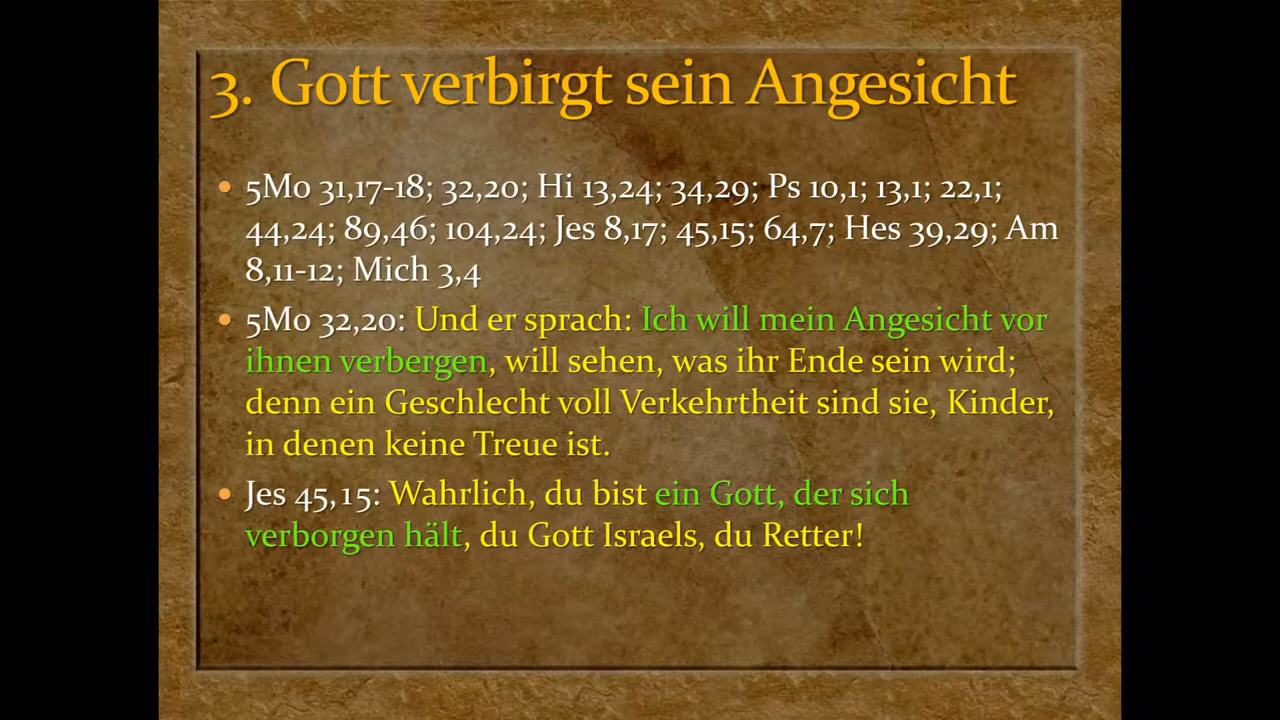 3. Gott verbirgt sein Angesicht
• 5Mo 31,17-18; 32,20; Hi 13,24; 34,29; Ps 10,1; 13,1; 22,1;
44,24; 89,46; 104,24; Jes 8,17; 45,15; 64,7; Hes 39,29; Am
8,11-12; Mich 3,4
• 5Mo 32,20: Und er sprach: Ich will mein Angesicht vor
ihnen verbergen, will sehen, was ihr Ende sein wird;
denn ein Geschlecht voll Verkehrtheit sind sie, Kinder,
in denen keine Treue ist.
• Jes 45,15: Wahrlich, du bist ein Gott, der sich
verborgen hält, du Gott Israels, du Retter!